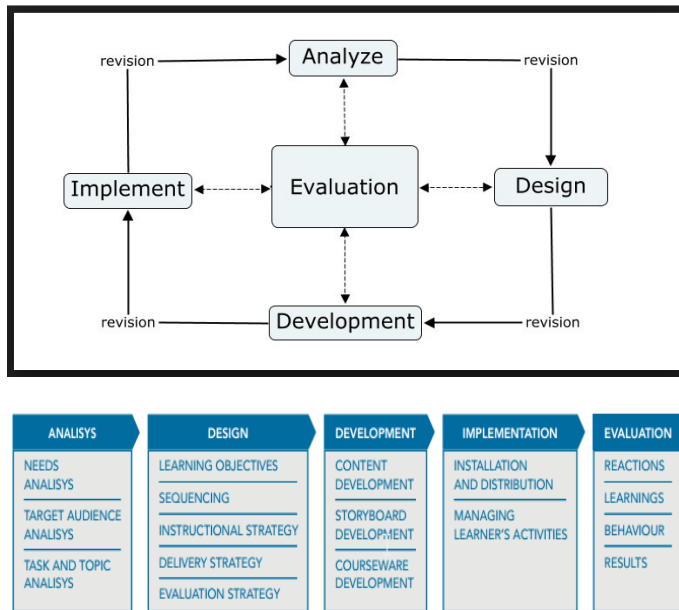 Analyze
revision
revision
Implement
Evaluation
Design
Development
revision
revision
ANALISYS
NEEDS
ANALISYS
TARGET AUDIENCE
ANALISYS
TASK AND TOPIC
ANALISYS
DESIGN
LEARNING OBJECTIVES
SEQUENCING
INSTRUCTIONAL STRATEGY
DELIVERY STRATEGY
EVALUATION STRATEGY
DEVELOPMENT
CONTENT
DEVELOPMENT
STORYBOARD
DEVELOPMENT
COURSEWARE
DEVELOPMENT
IMPLEMENTATION
INSTALLATION
AND DISTRIBUTION
MANAGING
LEARNER'S ACTIVITIES
EVALUATION
REACTIONS
LEARNINGS
BEHAVIOUR
RESULTS